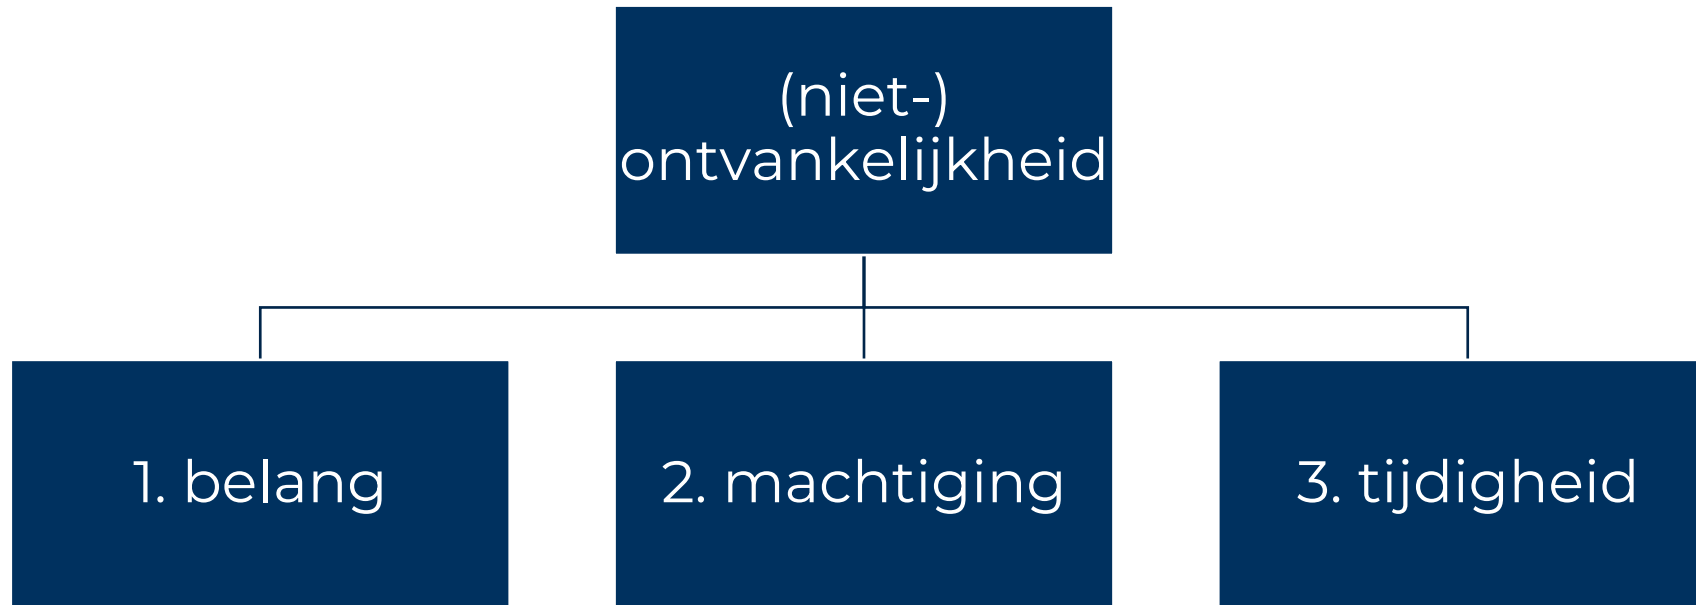 (niet-)
ontvankelijkheid
1. belang
2. machtiging
3. tijdigheid